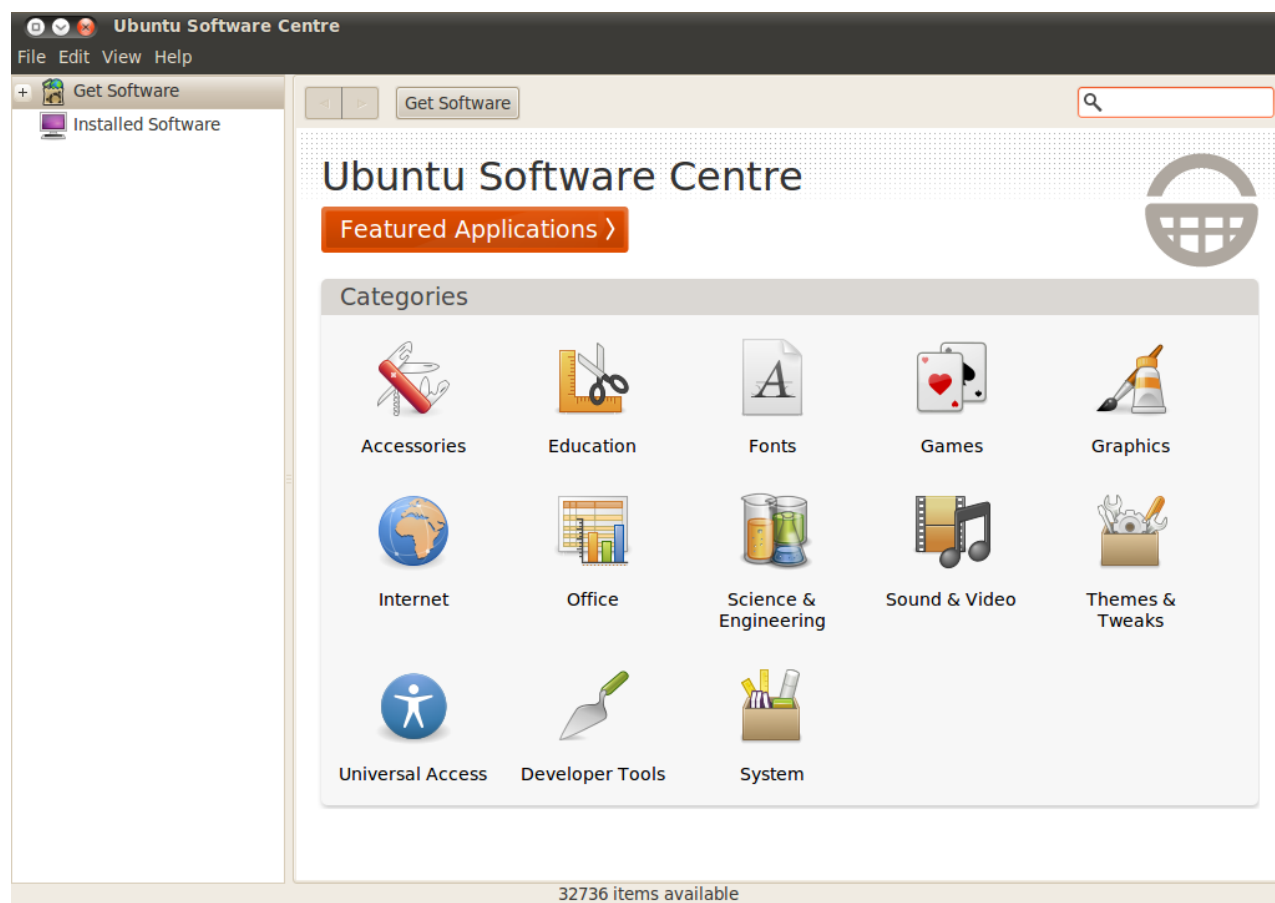 Ubuntu Software Centre
File Edit View Help
Get Software
Installed Software
Get Software
Ubuntu Software Centre
Featured Applications ⟩
Categories
Accessories
Education
Fonts
Games
Graphics
Internet
Office
Science &
Engineering
Sound & Video
Themes &
Tweaks
Universal Access
Developer Tools
System
32736 items available